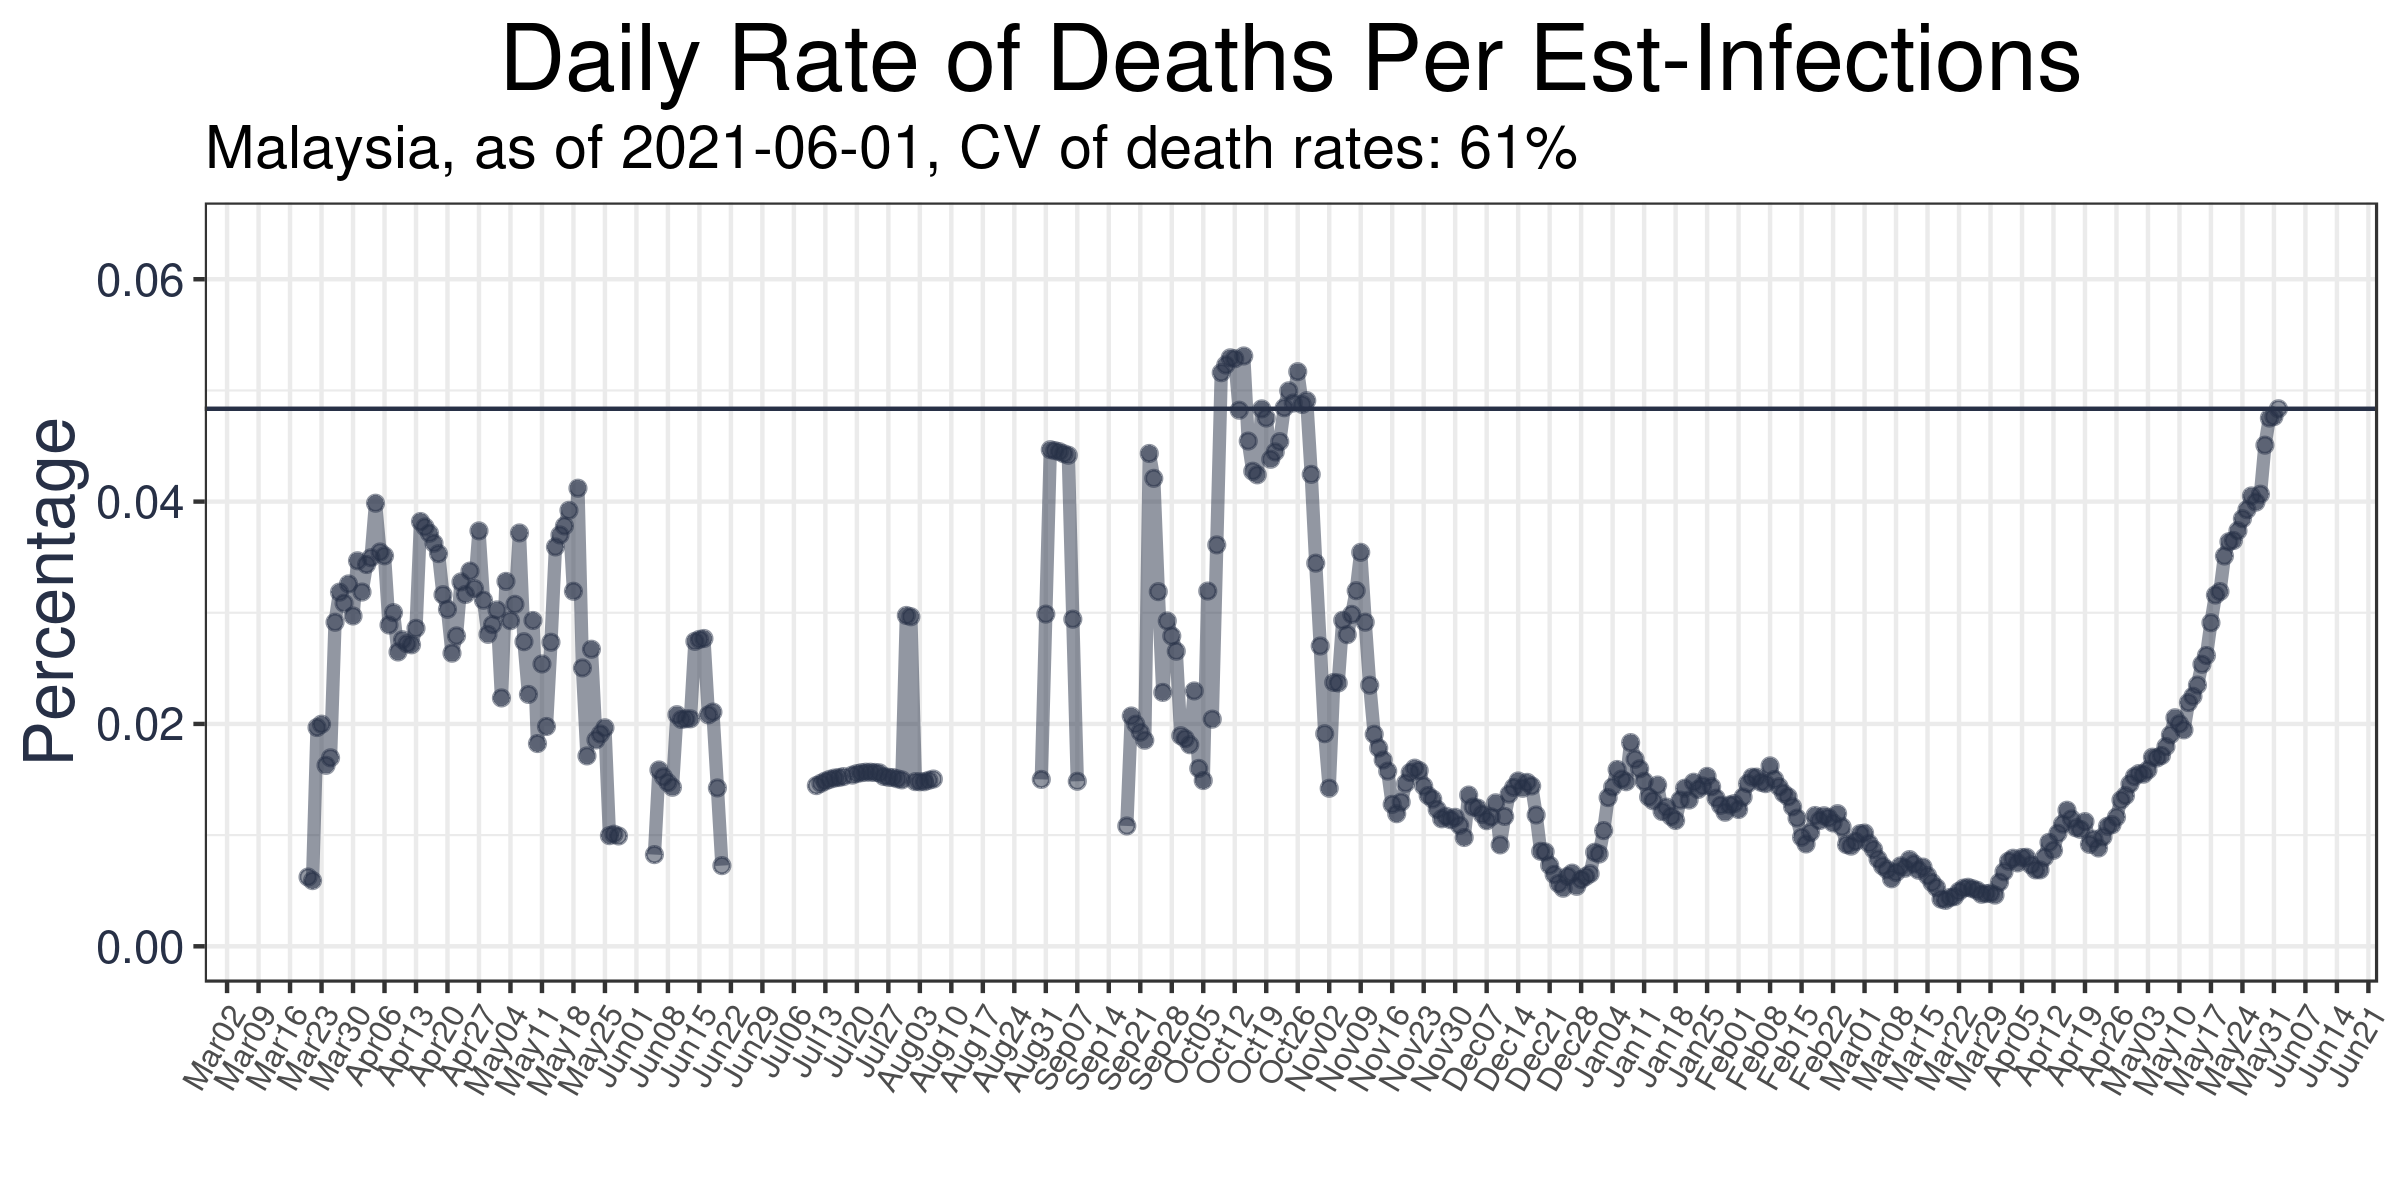 Daily Rate of Deaths Per Est-Infections
Malaysia, as of 2021-06-01, CV of death rates: 61%
Percentage
0.06
0.04
0.02
0.00
Mar02 Mar09 Mar16 Mar23 Mar30 Apr06 Apr13 Apr20 Apr27 May04 May11 May18 May25 Jun01 Jun08 Jun15 Jun22 Jun29 Jul06 Jul13 Jul20 Jul27 Aug03 Aug10 Aug17 Aug24 Aug31 Sep07 Sep14 Sep21 Sep28 Oct05 Oct12 Oct19 Oct26 Nov02 Nov09 Nov16 Nov23 Nov30 Dec07 Dec14 Dec21 Dec28 Jan04 Jan11 Jan18 Jan25 Feb01 Feb08 Feb15 Feb22 Mar01 Mar08 Mar15 Mar22 Mar29 Apr05 Apr12 Apr19 Apr26 May03 May10 May17 May24 May31 Jun07 Jun14 Jun21